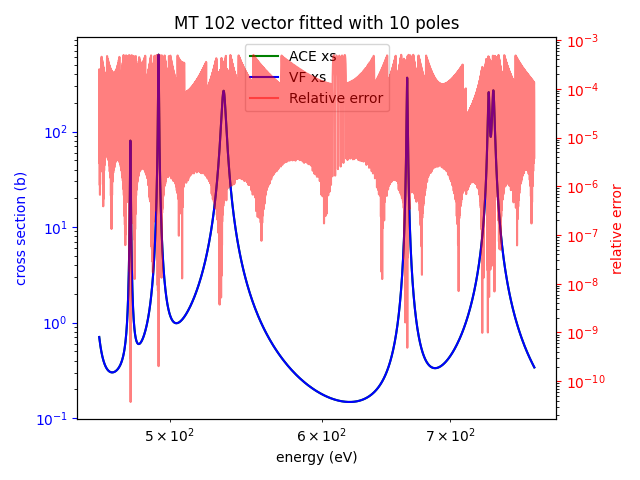 MT 102 vector fitted with 10 poles
ACE xs
VF xs
Relative error
cross section (b)
10²
10¹
10⁰
10⁻¹
10⁻³
10⁻⁴
10⁻⁵
10⁻⁶
10⁻⁷
10⁻⁸
10⁻⁹
10⁻¹⁰
relative error
5 × 10² 6 × 10² 7 × 10²
energy (eV)